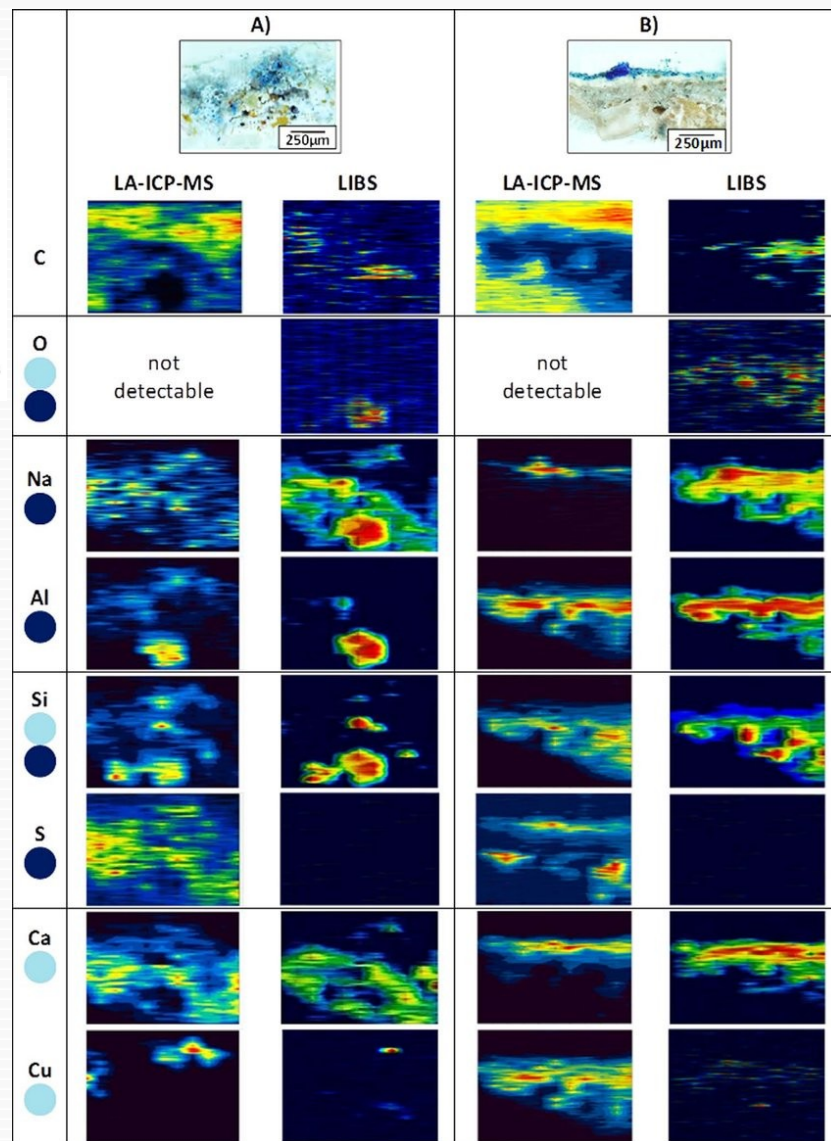 A)
B)
250µm
250µm
LA-ICP-MS
LIBS
LA-ICP-MS
LIBS
C
O
not
detectable
not
detectable
Na
Al
Si
S
Ca
Cu